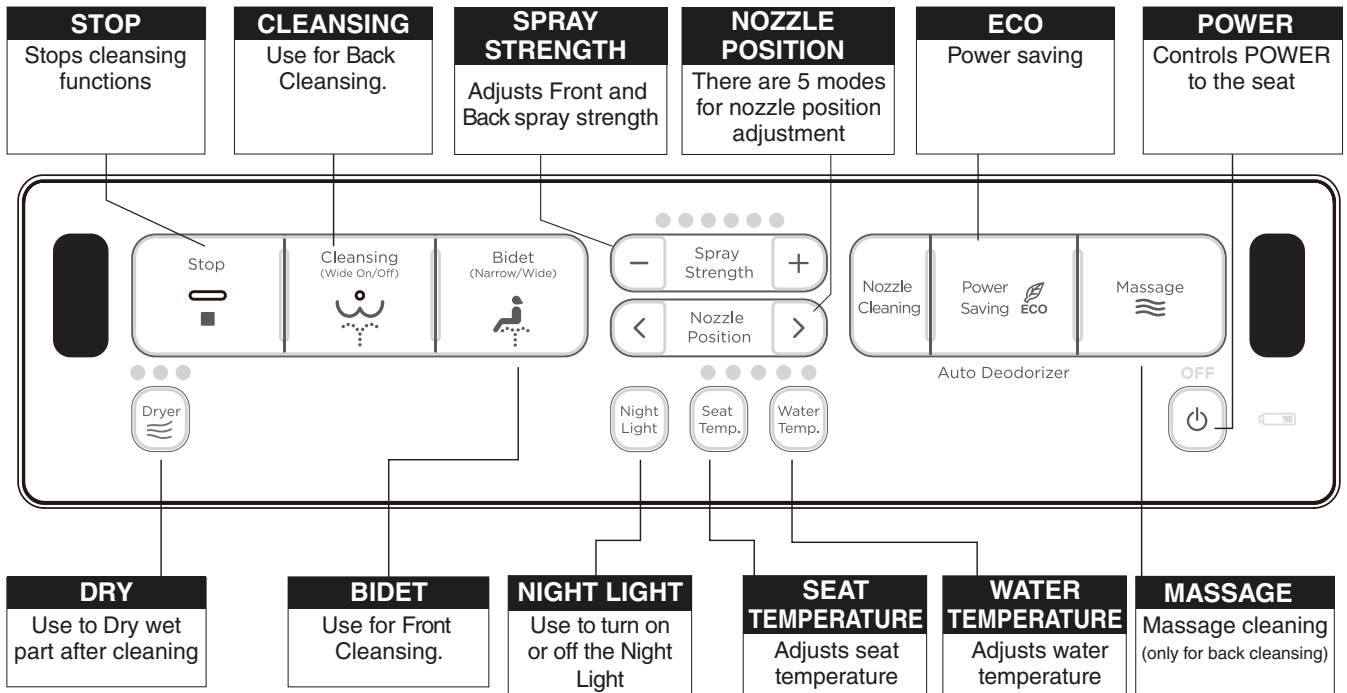 STOP
Stops cleansing
functions
CLEANSING
Use for Back
Cleansing.
SPRAY
STRENGTH
Adjusts Front and
Back spray strength
NOZZLE
POSITION
There are 5 modes
for nozzle position
adjustment
ECO
Power saving
POWER
Controls POWER
to the seat
Stop
Cleansing
(Wide On/Off)
Bidet
(Narrow/Wide)
Spray
Strength
Nozzle
Position
Nozzle
Cleaning
Power
Saving
ECO
Massage
Auto Deodorizer
OFF
Dryer
Night
Light
Seat
Temp.
Water
Temp.
DRY
Use to Dry wet
part after cleaning
BIDET
Use for Front
Cleansing.
NIGHT LIGHT
Use to turn on
or off the Night
Light
SEAT
TEMPERATURE
Adjusts seat
temperature
WATER
TEMPERATURE
Adjusts water
temperature
MASSAGE
Massage cleaning
(only for back cleansing)